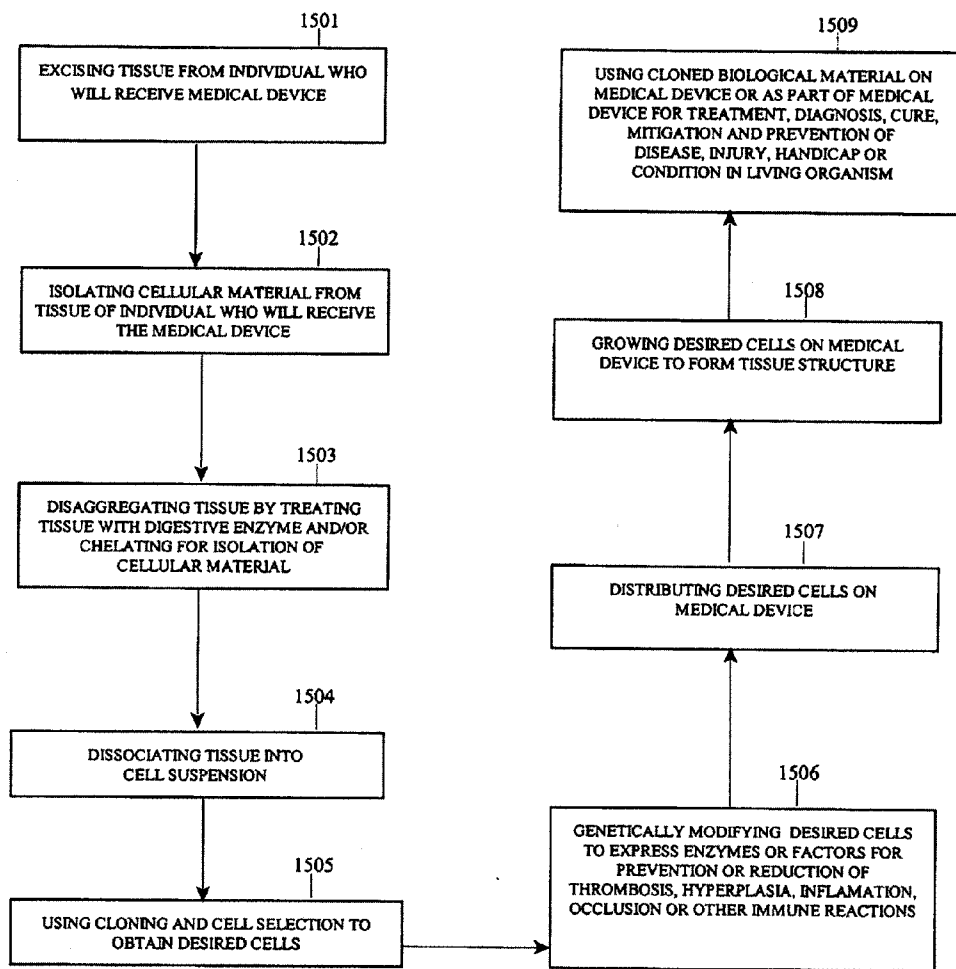 1501
EXCISING TISSUE FROM INDIVIDUAL WHO
WILL RECEIVE MEDICAL DEVICE
1502
ISOLATING CELLULAR MATERIAL FROM
TISSUE OF INDIVIDUAL WHO WILL RECEIVE
THE MEDICAL DEVICE
1503
DISAGGREGATING TISSUE BY TREATING
TISSUE WITH DIGESTIVE ENZYME AND/OR
CHELATING FOR ISOLATION OF
CELLULAR MATERIAL
1504
DISSOCIATING TISSUE INTO
CELL SUSPENSION
1505
USING CLONING AND CELL SELECTION TO
OBTAIN DESIRED CELLS
1506
GENETICALLY MODIFYING DESIRED CELLS
TO EXPRESS ENZYMES OR FACTORS FOR
PREVENTION OR REDUCTION OF
THROMBOSIS, HYPERPLASIA, INFLAMATION,
OCCLUSION OR OTHER IMMUNE REACTIONS
1507
DISTRIBUTING DESIRED CELLS ON
MEDICAL DEVICE
1508
GROWING DESIRED CELLS ON MEDICAL
DEVICE TO FORM TISSUE STRUCTURE
1509
USING CLONED BIOLOGICAL MATERIAL ON
MEDICAL DEVICE OR AS PART OF MEDICAL
DEVICE FOR TREATMENT, DIAGNOSIS, CURE,
MITIGATION AND PREVENTION OF
DISEASE, INJURY, HANDICAP OR
CONDITION IN LIVING ORGANISM